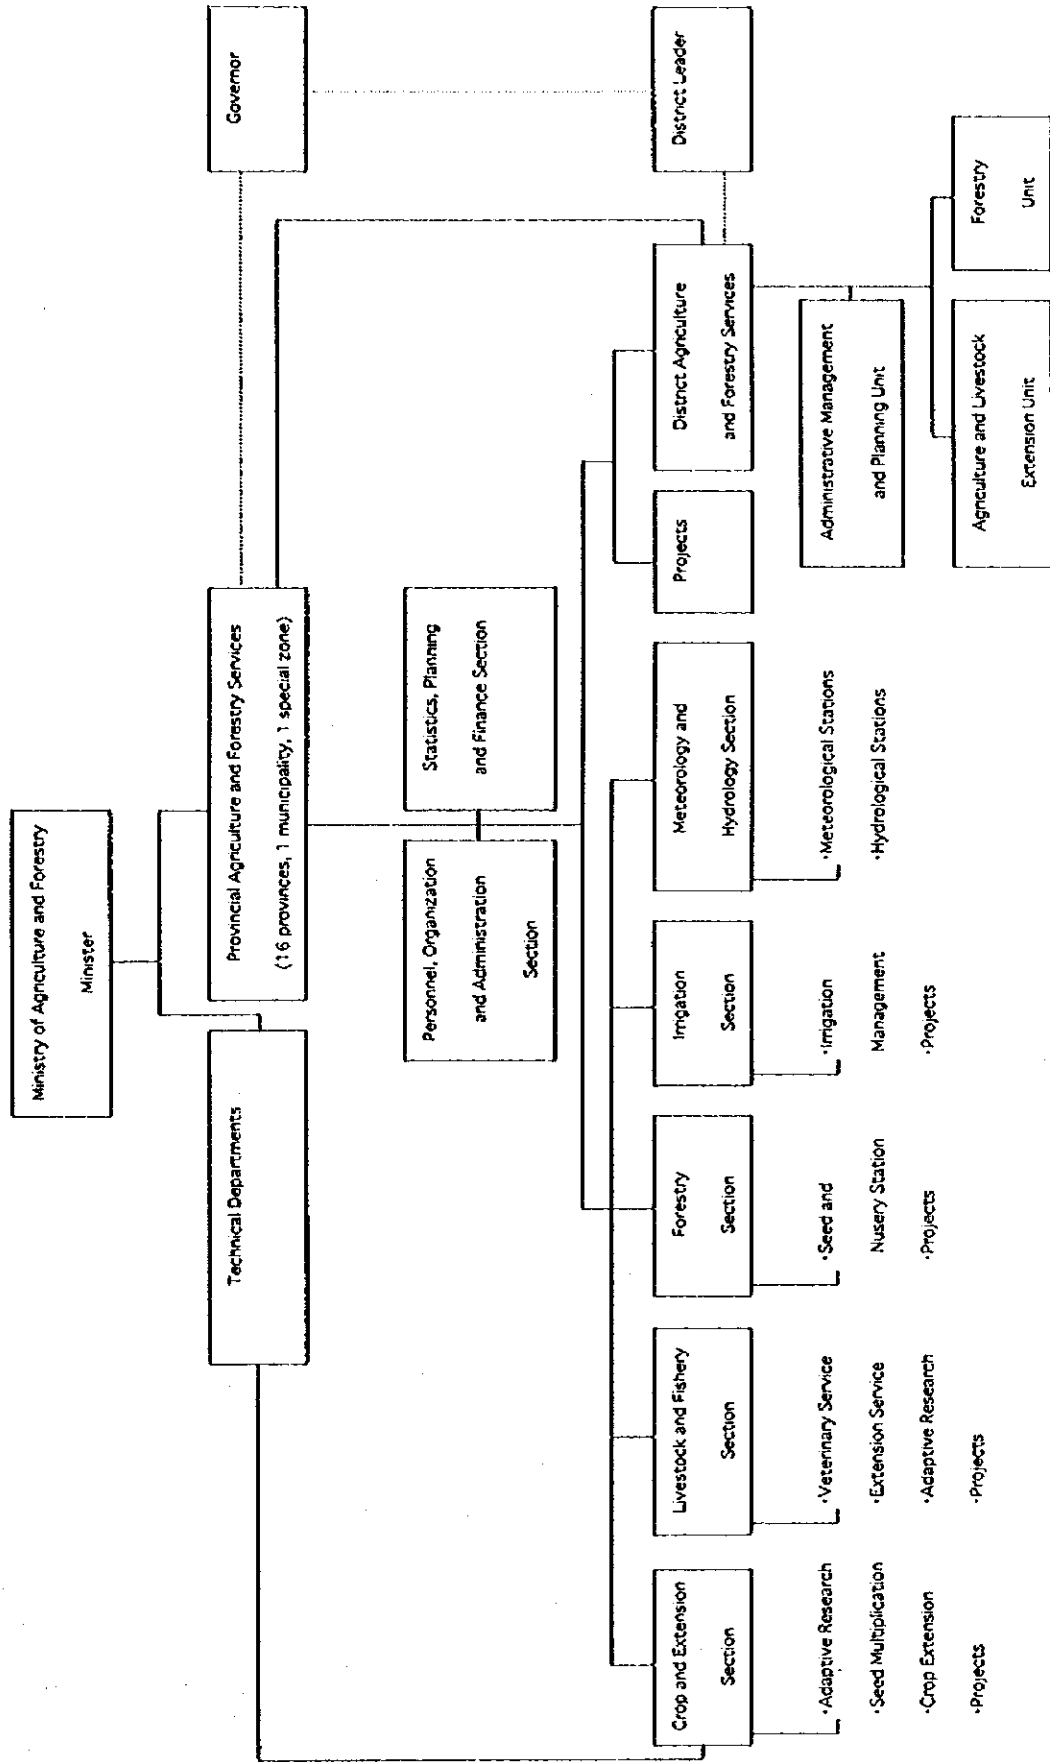 Ministry of Agriculture and Forestry
Minister
Technical Departments
Provincial Agriculture and Forestry Services
(16 provinces, 1 municipality, 1 special zone)
Governor
Personnel, Organization
and Administration
Section
Statistics, Planning
and Finance Section
Crop and Extension
Section
Livestock and Fishery
Section
Forestry
Section
Irrigation
Section
Meteorology and
Hydrology Section
Projects
District Agriculture
and Forestry Services
District Leader
·Adaptive Research
·Seed Multiplication
·Crop Extension
·Projects
·Veterinary Service
·Extension Service
·Adaptive Research
·Projects
·Seed and
Nusery Station
·Projects
·Irrigation
Management
·Projects
·Meteorological Stations
·Hydrological Stations
Administrative Management
and Planning Unit
Agriculture and Livestock
Extension Unit
Forestry
Unit